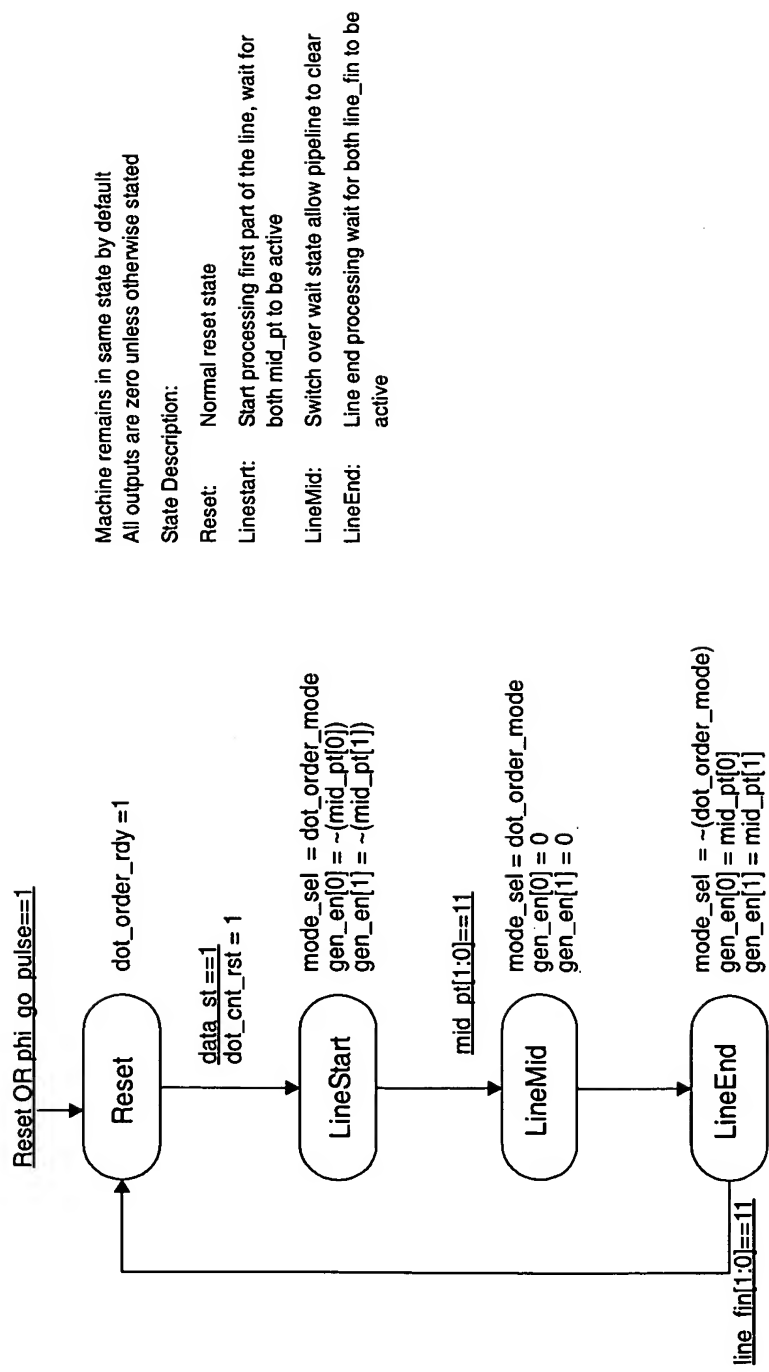 Reset OR phi_go_pulse==1
Reset
dot_order_rdy =1
data_st ==1
dot_cnt_rst = 1
LineStart
mode_sel = dot_order_mode
gen_en[0] = ~(mid_pt[0])
gen_en[1] = ~(mid_pt[1])
mid_pt[1:0]==11
LineMid
mode_sel = dot_order_mode
gen_en[0] = 0
gen_en[1] = 0
LineEnd
mode_sel = ~(dot_order_mode)
gen_en[0] = mid_pt[0]
gen_en[1] = mid_pt[1]
line_fin[1:0]==11
Machine remains in same state by default
All outputs are zero unless otherwise stated
State Description:
Reset: Normal reset state
Linestart: Start processing first part of the line, wait for
both mid_pt to be active
LineMid: Switch over wait state allow pipeline to clear
LineEnd: Line end processing wait for both line_fin to be
active